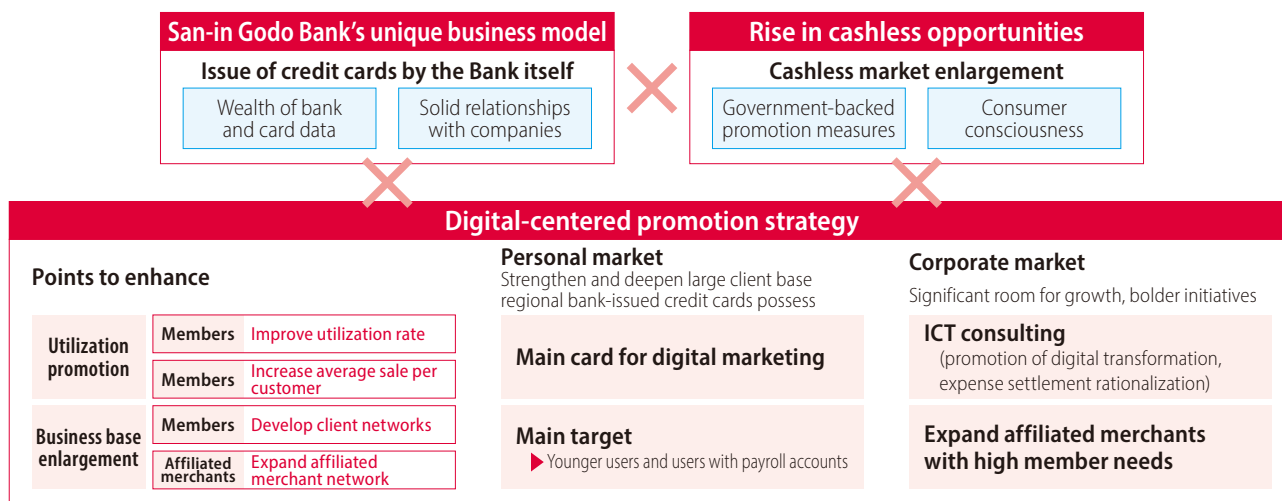 San-in Godo Bank's unique business model
Issue of credit cards by the Bank itself
Wealth of bank
and card data
Solid relationships
with companies
Rise in cashless opportunities
Cashless market enlargement
Government-backed
promotion measures
Consumer
consciousness
Digital-centered promotion strategy
Points to enhance
Utilization
promotion
Members
Improve utilization rate
Members
Increase average sale per
customer
Business base
enlargement
Members
Develop client networks
Affiliated
merchants
Expand affiliated
merchant network
Personal market
Strengthen and deepen large client base
regional bank-issued credit cards possess
Main card for digital marketing
Main target
Younger users and users with payroll accounts
Corporate market
Significant room for growth, bolder initiatives
ICT consulting
(promotion of digital transformation,
expense settlement rationalization)
Expand affiliated merchants
with high member needs